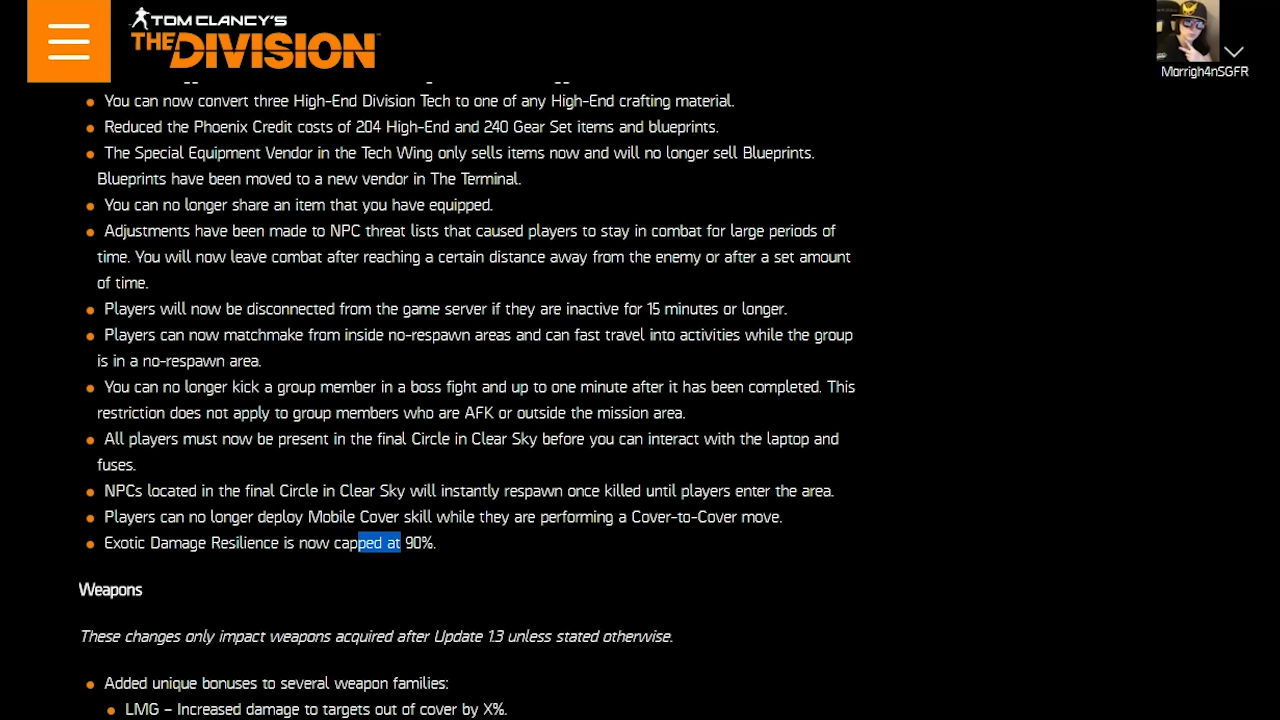 TOM CLANCY'S
THE DIVISION
Morrigh4nSGFR
You can now convert three High-End Division Tech to one of any High-End crafting material.
Reduced the Phoenix Credit costs of 204 High-End and 240 Gear Set items and blueprints.
The Special Equipment Vendor in the Tech Wing only sells items now and will no longer sell Blueprints.
Blueprints have been moved to a new vendor in The Terminal.
You can no longer share an item that you have equipped.
Adjustments have been made to NPC threat lists that caused players to stay in combat for large periods of
time. You will now leave combat after reaching a certain distance away from the enemy or after a set amount
of time.
Players will now be disconnected from the game server if they are inactive for 15 minutes or longer.
Players can now matchmake from inside no-respawn areas and can fast travel into activities while the group
is in a no-respawn area.
You can no longer kick a group member in a boss fight and up to one minute after it has been completed. This
restriction does not apply to group members who are AFK or outside the mission area.
All players must now be present in the final Circle in Clear Sky before you can interact with the laptop and
fuses.
NPCs located in the final Circle in Clear Sky will instantly respawn once killed until players enter the area.
Players can no longer deploy Mobile Cover skill while they are performing a Cover-to-Cover move.
Exotic Damage Resilience is now capped at 90%.
Weapons
These changes only impact weapons acquired after Update 1.3 unless stated otherwise.
Added unique bonuses to several weapon families:
LMG – Increased damage to targets out of cover by X%.